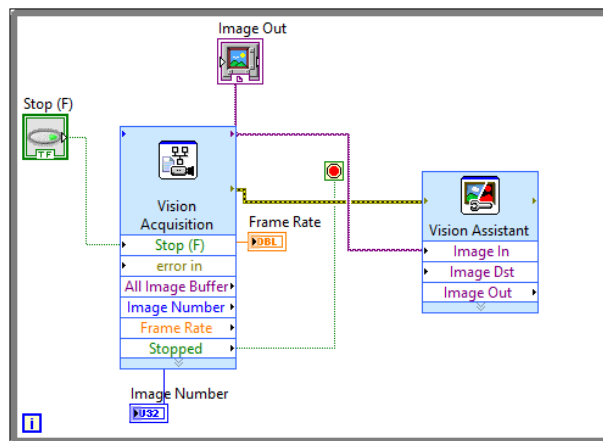 Image Out
Stop (F)
TF
Vision
Acquisition
Stop (F)
error in
All Image Buffer
Image Number
Frame Rate
Stopped
Frame Rate
DBL
Vision Assistant
Image In
Image Dst
Image Out
Image Number
U32
i